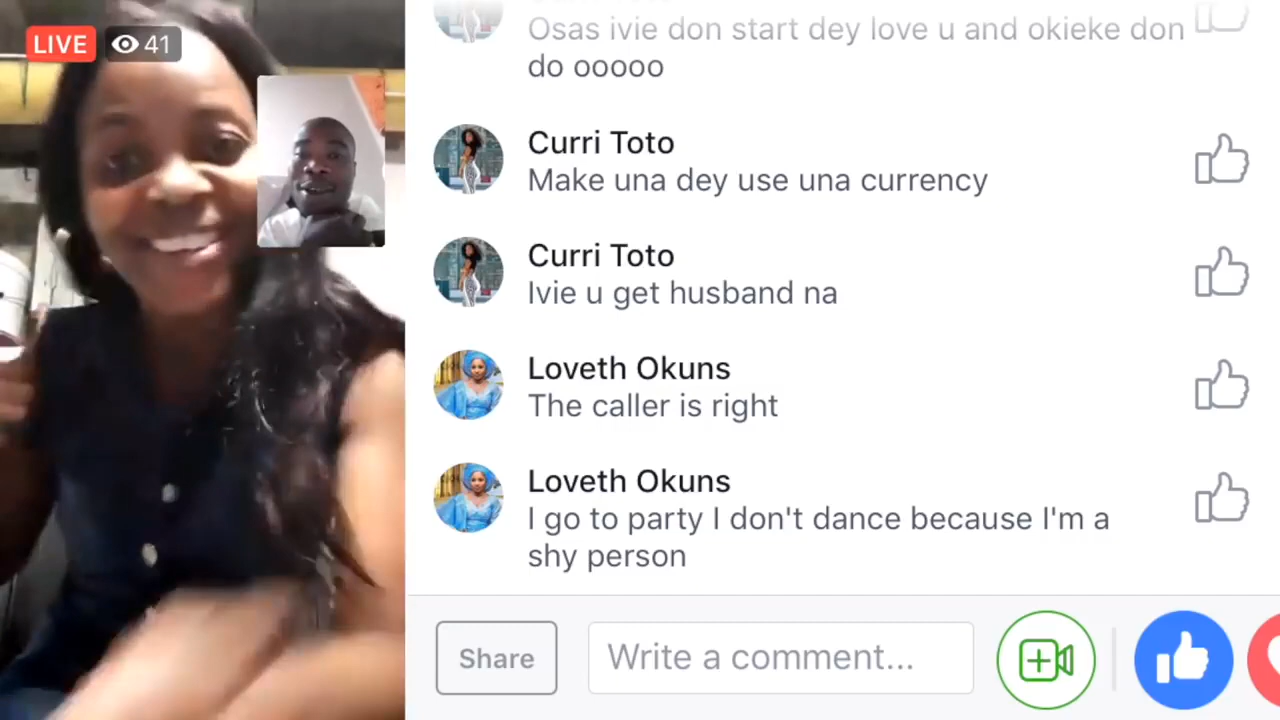 LIVE 41
Osas ivie don start dey love u and okieke don
do ooooo
Curri Toto
Make una dey use una currency
Curri Toto
Ivie u get husband na
Loveth Okuns
The caller is right
Loveth Okuns
I go to party I don't dance because I'm a
shy person
Share
Write a comment...